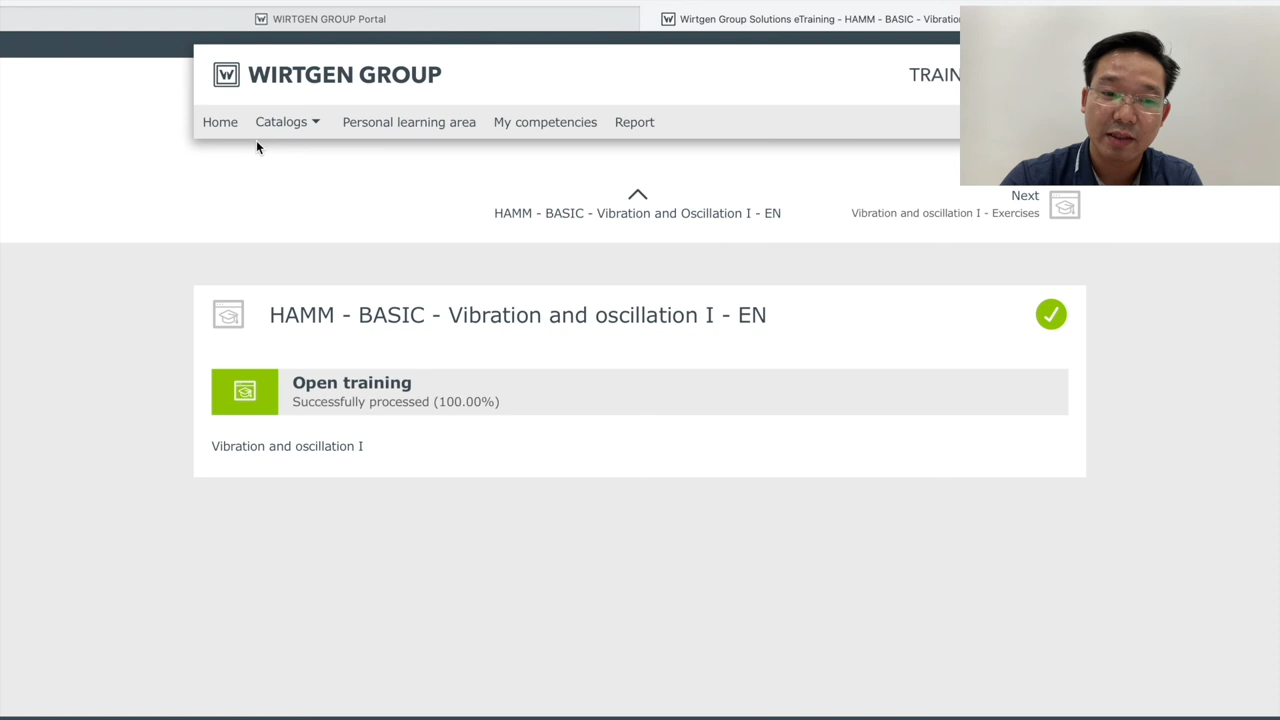 WIRTGEN GROUP Portal
Wirtgen Group Solutions eTraining - HAMM - BASIC - Vibratio
WIRTGEN GROUP
TRAIN
Home Catalogs Personal learning area My competencies Report
HAMM - BASIC - Vibration and Oscillation I - EN
Next
Vibration and oscillation I - Exercises
HAMM - BASIC - Vibration and oscillation I - EN
Open training
Successfully processed (100.00%)
Vibration and oscillation I